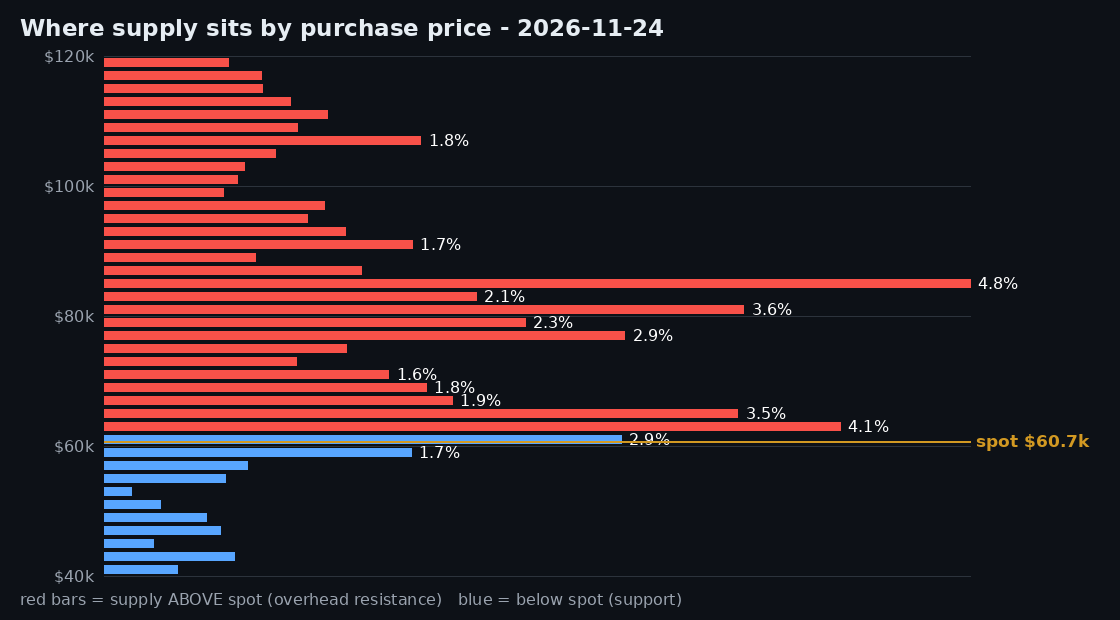 Where supply sits by purchase price - 2026-11-24
$120k
1.8%
$100k
1.7%
4.8%
2.1%
3.6%
$80k
2.3%
2.9%
1.6%
1.8%
1.9%
3.5%
4.1%
2.9%
spot $60.7k
$60k
1.7%
$40k
red bars = supply ABOVE spot (overhead resistance)   blue = below spot (support)